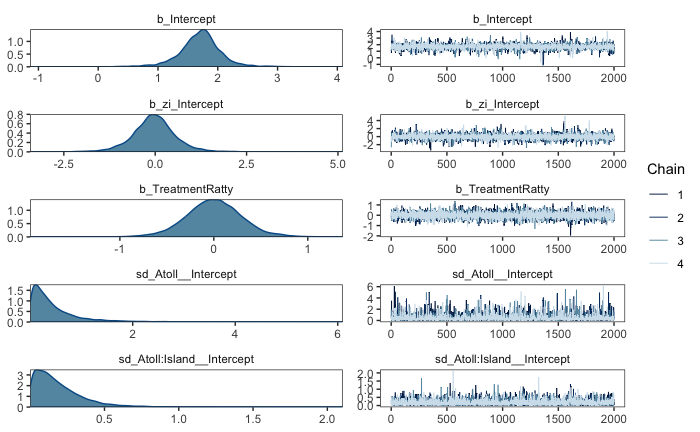 b_Intercept
1.0
0.5
0.0
-1 0 1 2 3 4
b_Intercept
4
3
2
1
0
-1
0 500 1000 1500 2000
b_zi_Intercept
0.8
0.6
0.4
0.2
0.0
-2.5 0.0 2.5 5.0
b_zi_Intercept
4
2
0
-2
0 500 1000 1500 2000
b_TreatmentRatty
1.0
0.5
0.0
-1 0 1
b_TreatmentRatty
1
0
-1
-2
0 500 1000 1500 2000
sd_Atoll__Intercept
1.5
1.0
0.5
0.0
2 4 6
sd_Atoll__Intercept
6
4
2
0
0 500 1000 1500 2000
sd_Atoll:Island__Intercept
3
2
1
0
0.5 1.0 1.5 2.0
sd_Atoll:Island__Intercept
2.0
1.5
1.0
0.5
0.0
0 500 1000 1500 2000
Chain
1
2
3
4